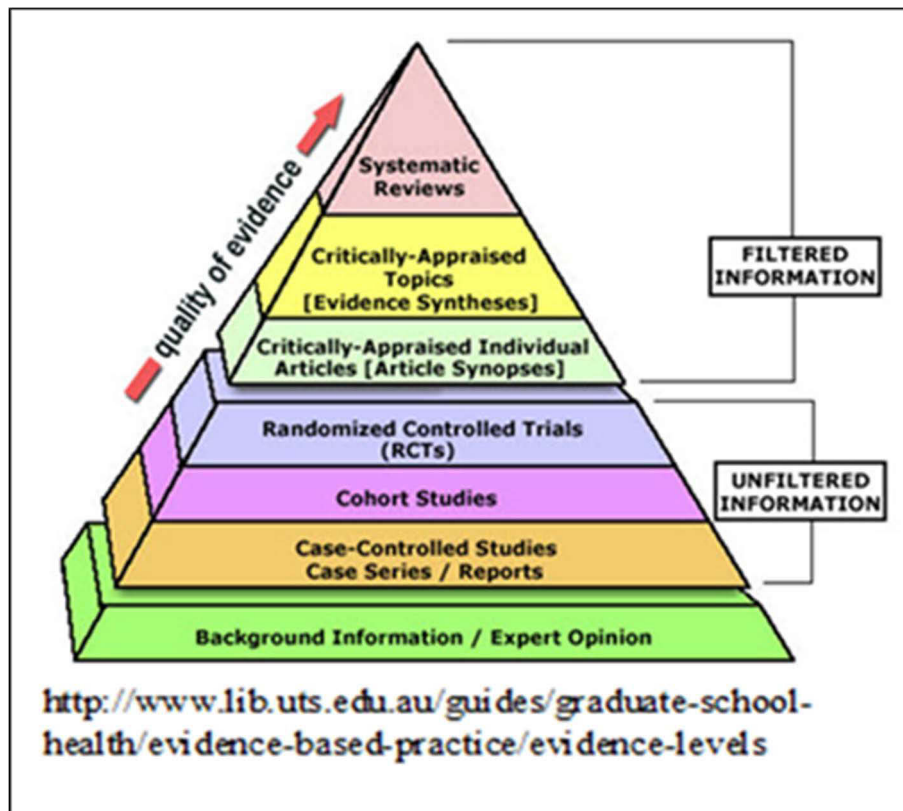 quality of evidence
Systematic
Reviews
Critically-Appraised
Topics
[Evidence Syntheses]
Critically-Appraised Individual
Articles [Article Synopses]
FILTERED
INFORMATION
Randomized Controlled Trials
(RCTs)
Cohort Studies
Case-Controlled Studies
Case Series / Reports
UNFILTERED
INFORMATION
Background Information / Expert Opinion
http://www.lib.uts.edu.au/guides/graduate-school-
health/evidence-based-practice/evidence-levels